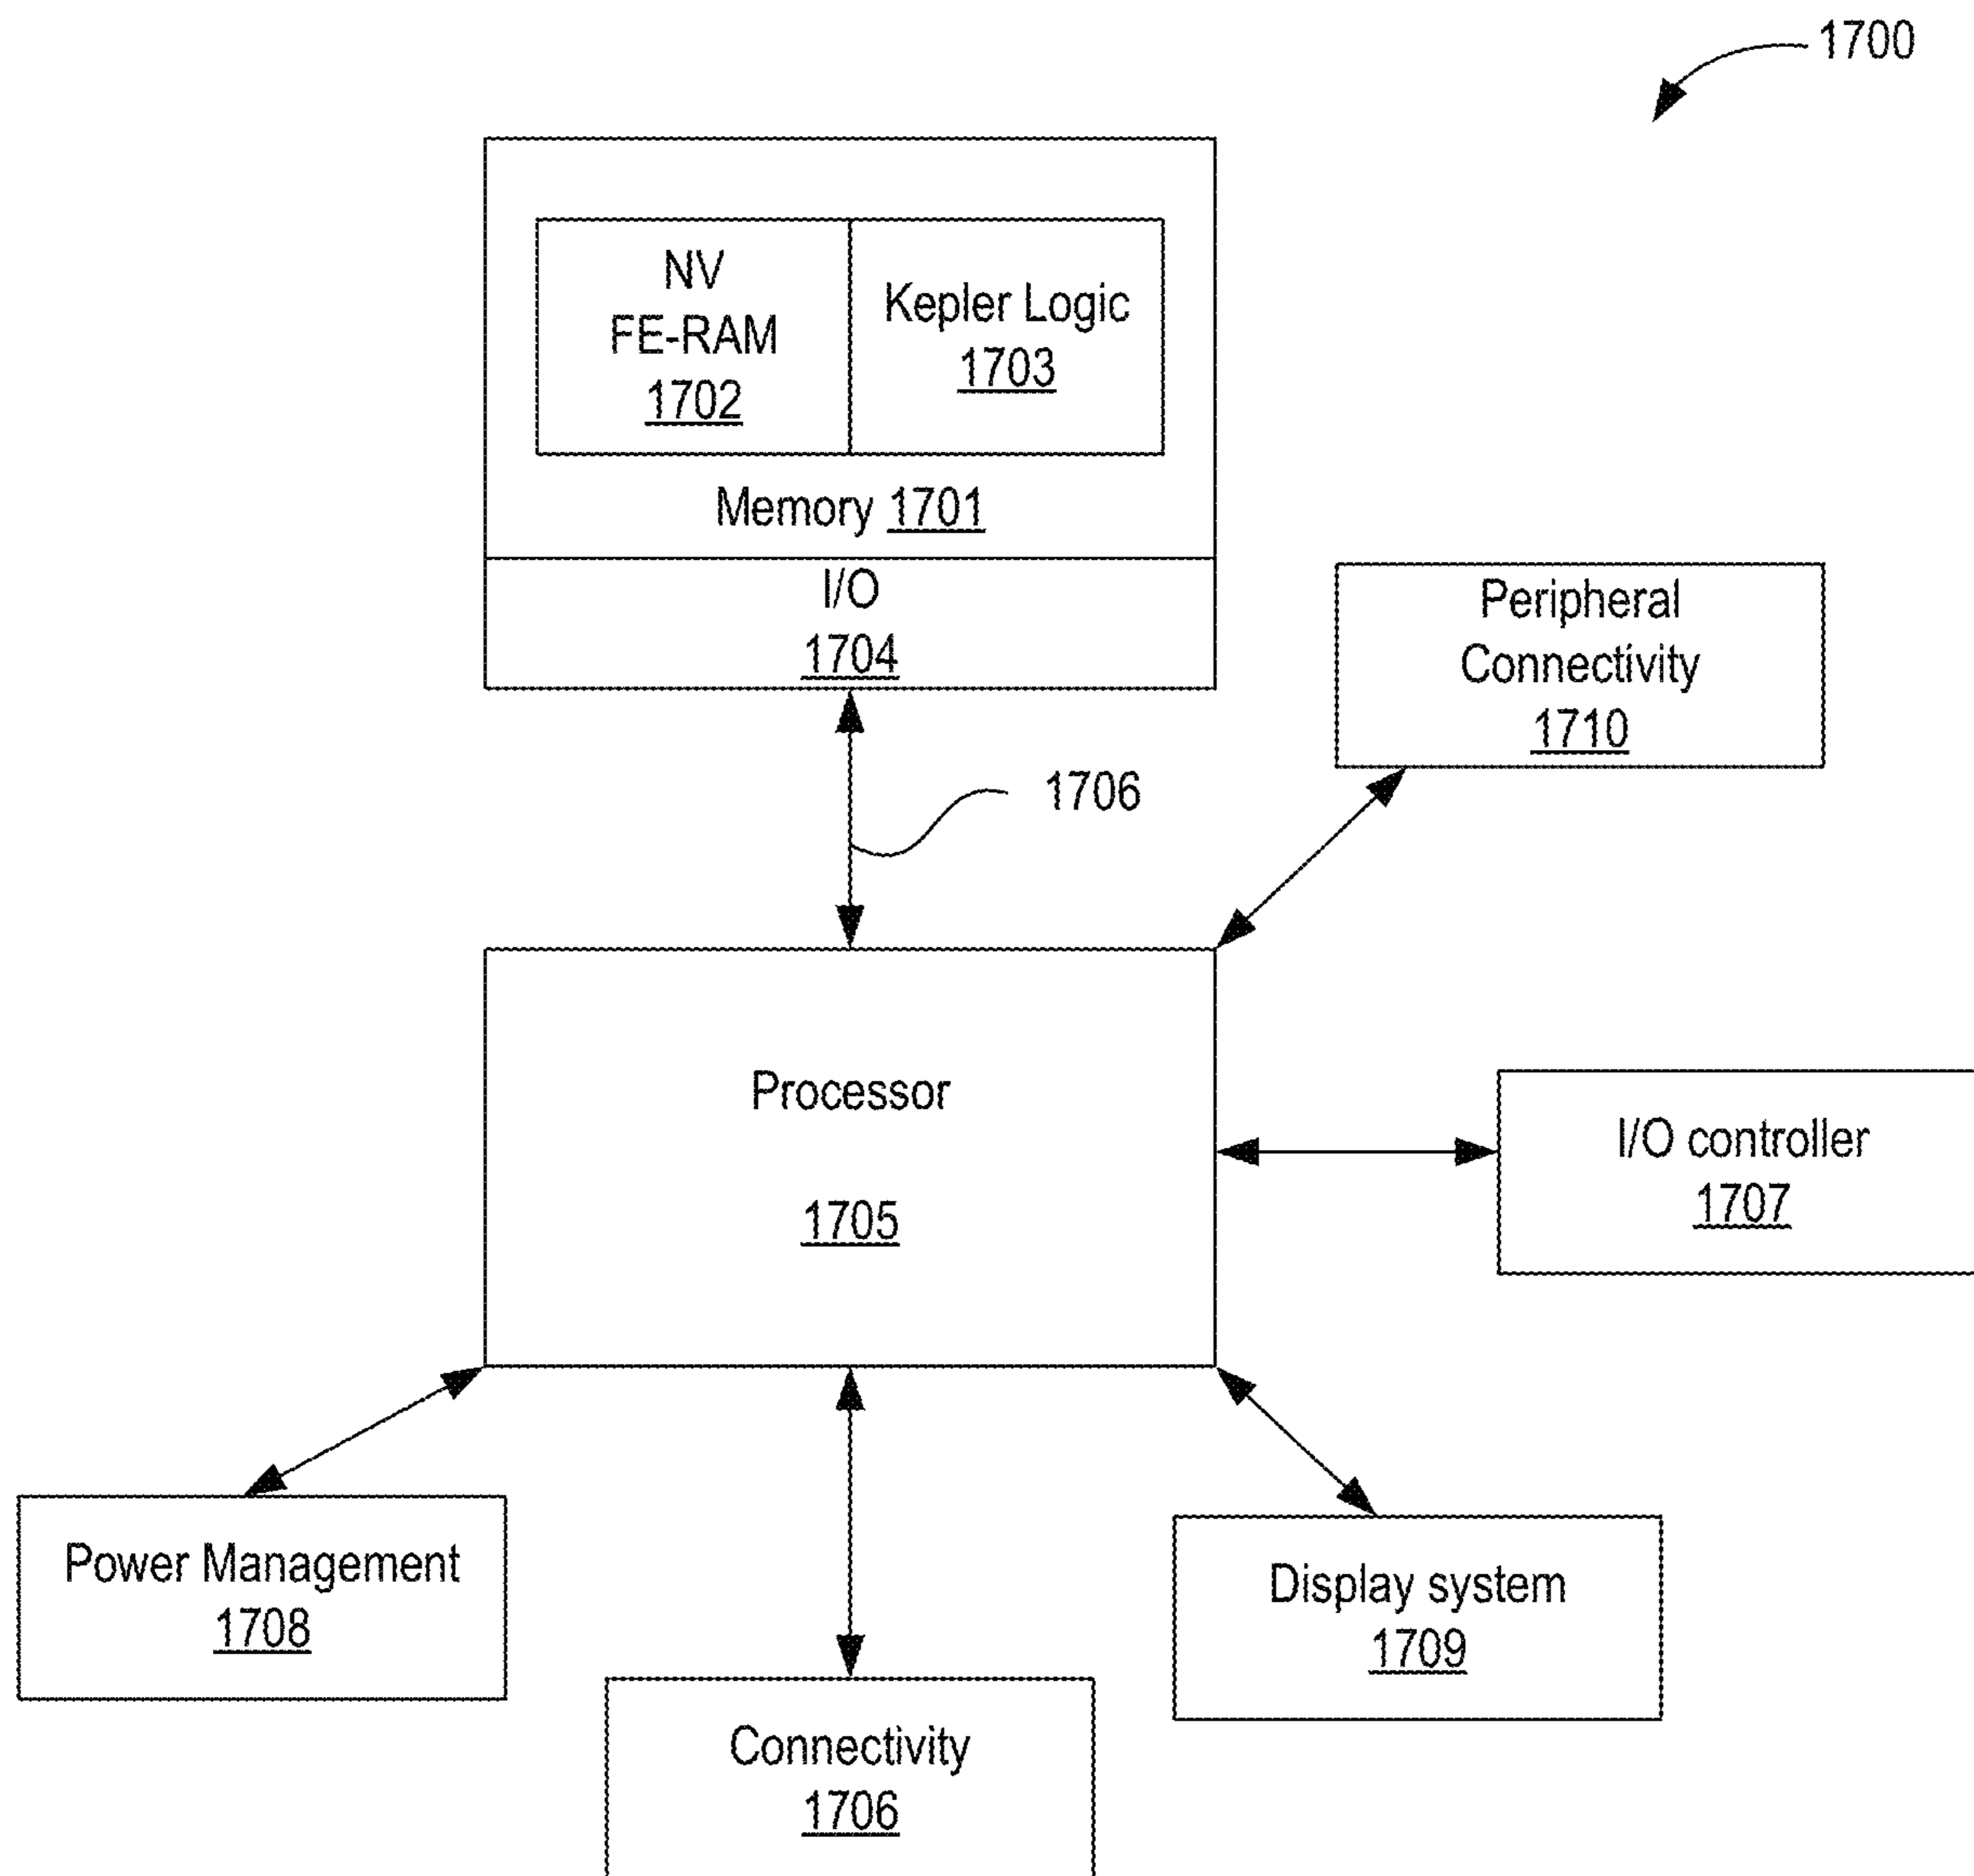 1700
NV
FE-RAM
1702
Kepler Logic
1703
Memory 1701
I/O
1704
Peripheral
Connectivity
1710
1706
Processor
1705
I/O controller
1707
Power Management
1708
Display system
1709
Connectivity
1706